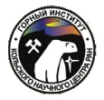 ГОРНЫЙ ИНСТИТУТ
КОЛЬСКОГО НАУЧНОГО ЦЕНТРА РАН